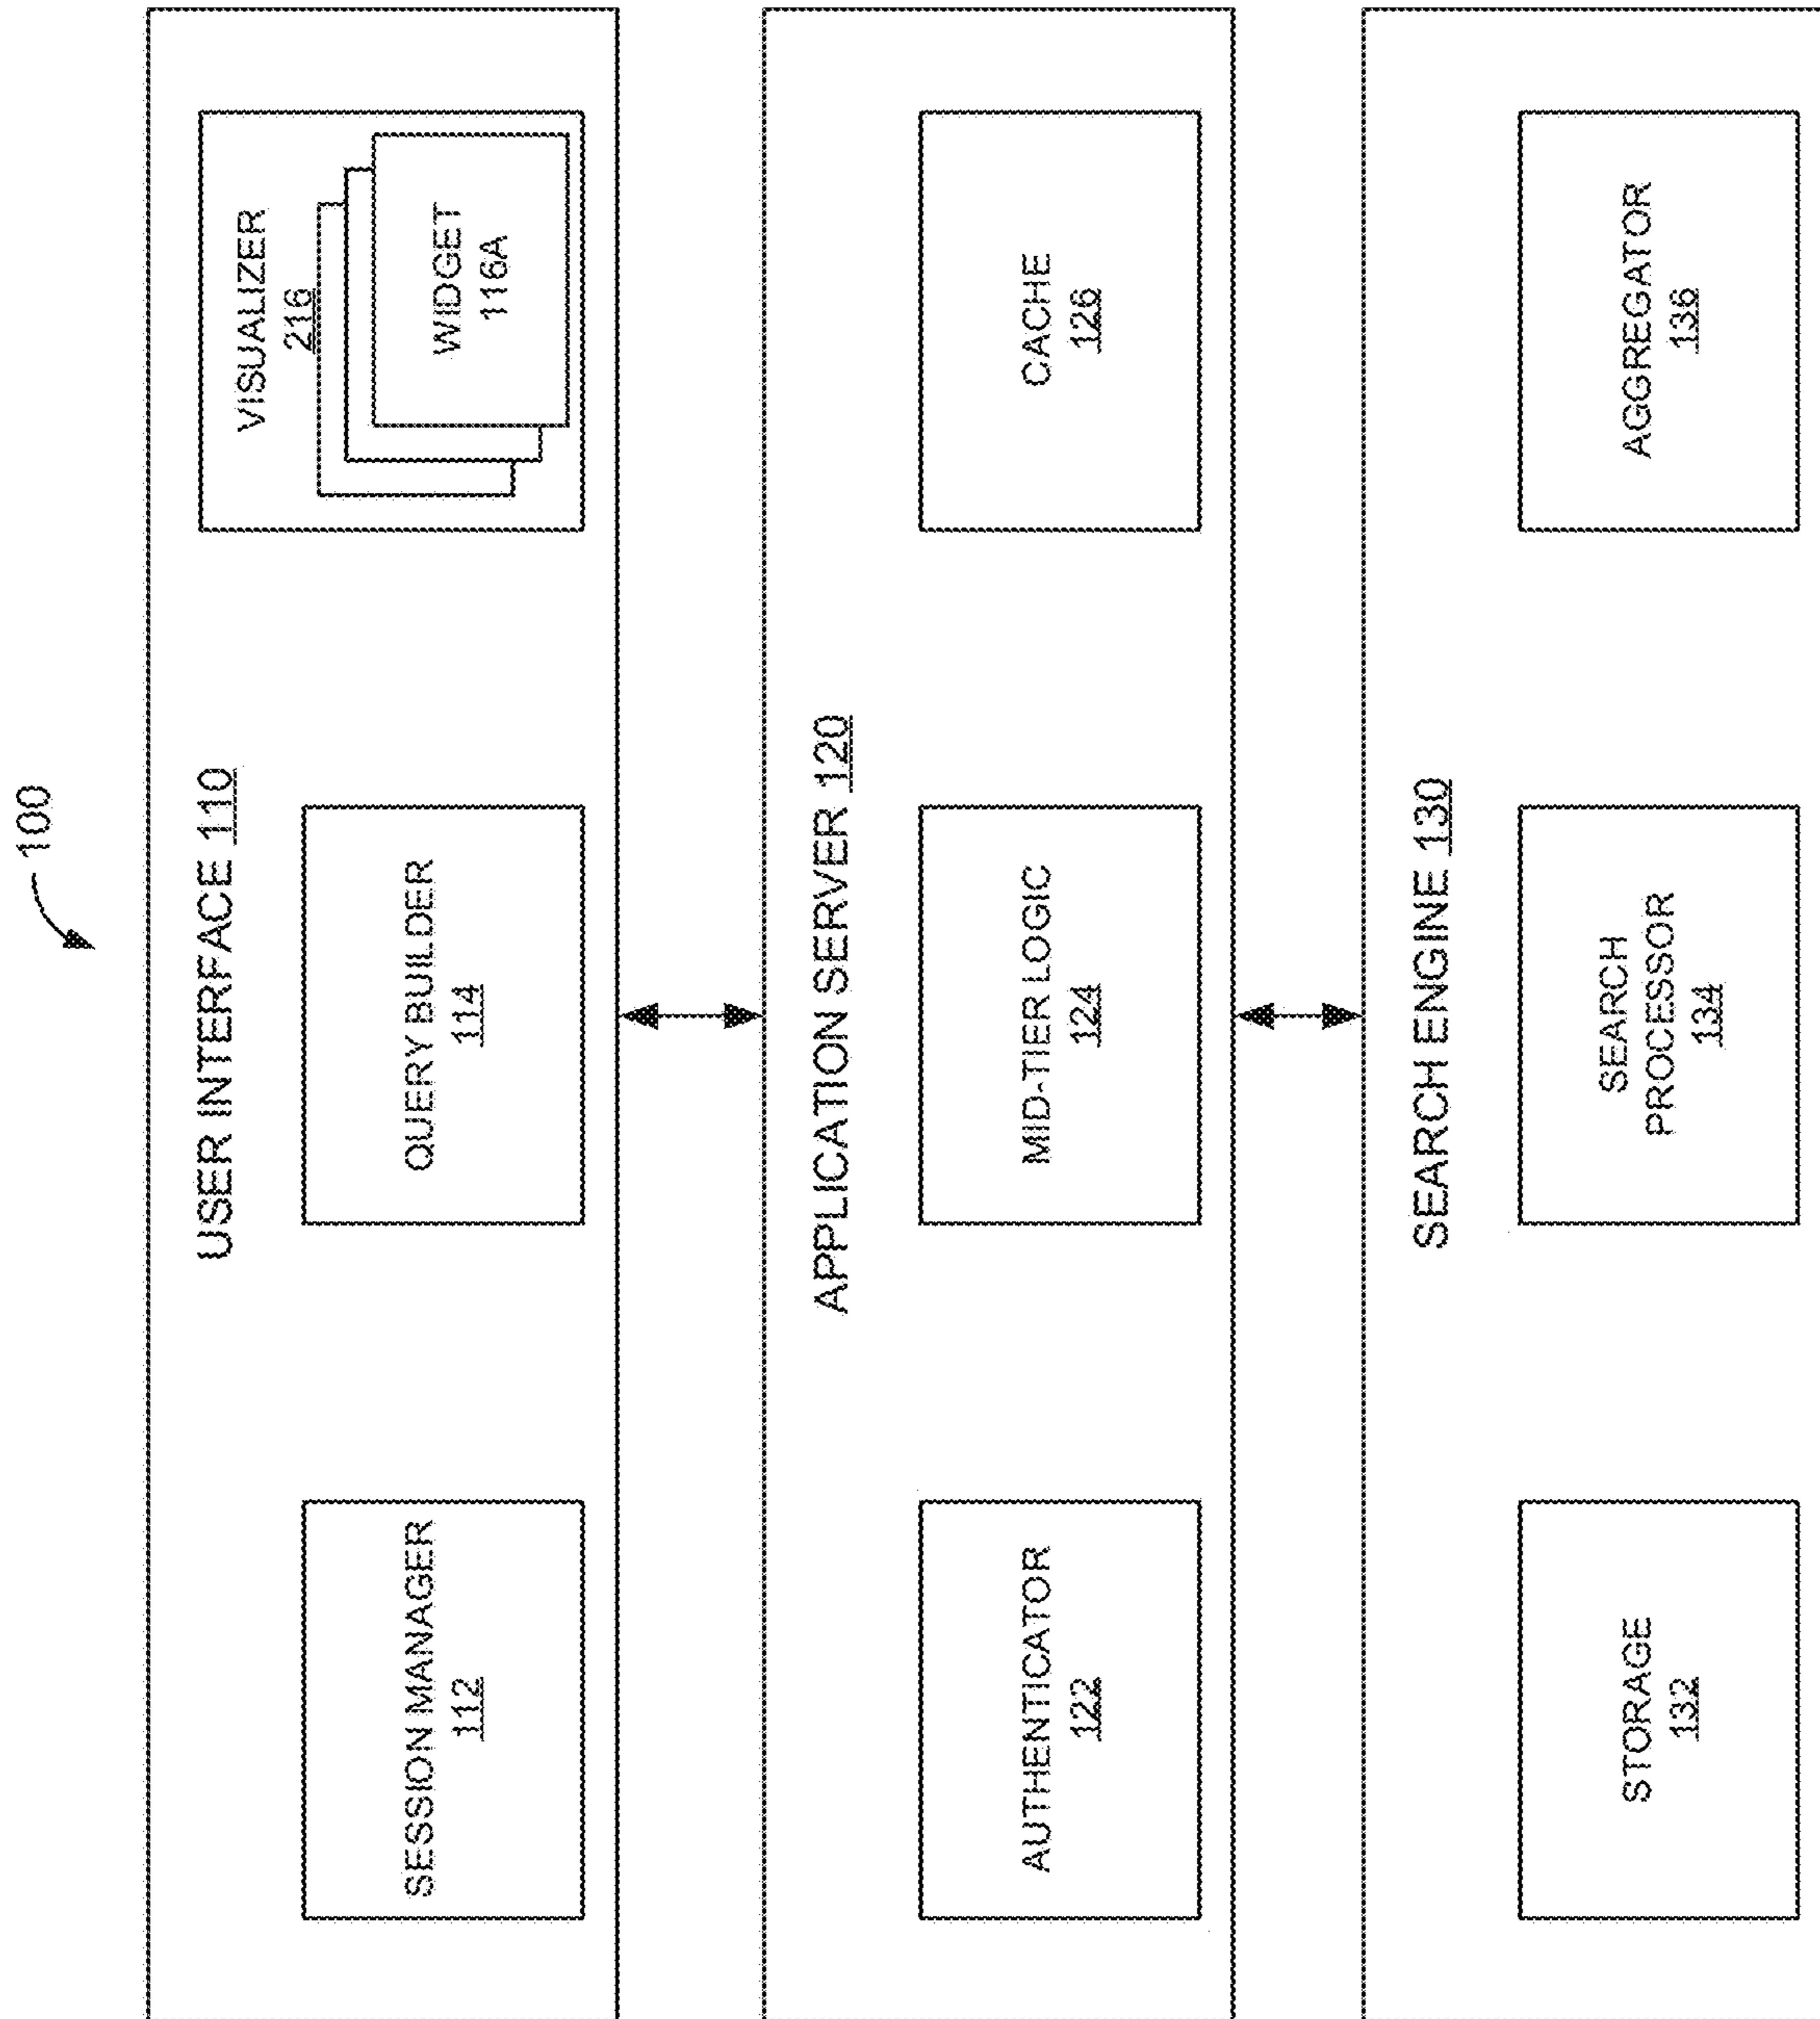 100
USER INTERFACE 110
SESSION MANAGER
112
QUERY BUILDER
114
VISUALIZER
216
WIDGET
116A
APPLICATION SERVER 120
AUTHENTICATOR
122
MID-TIER LOGIC
124
CACHE
126
SEARCH ENGINE 130
STORAGE
132
SEARCH
PROCESSOR
134
AGGREGATOR
136